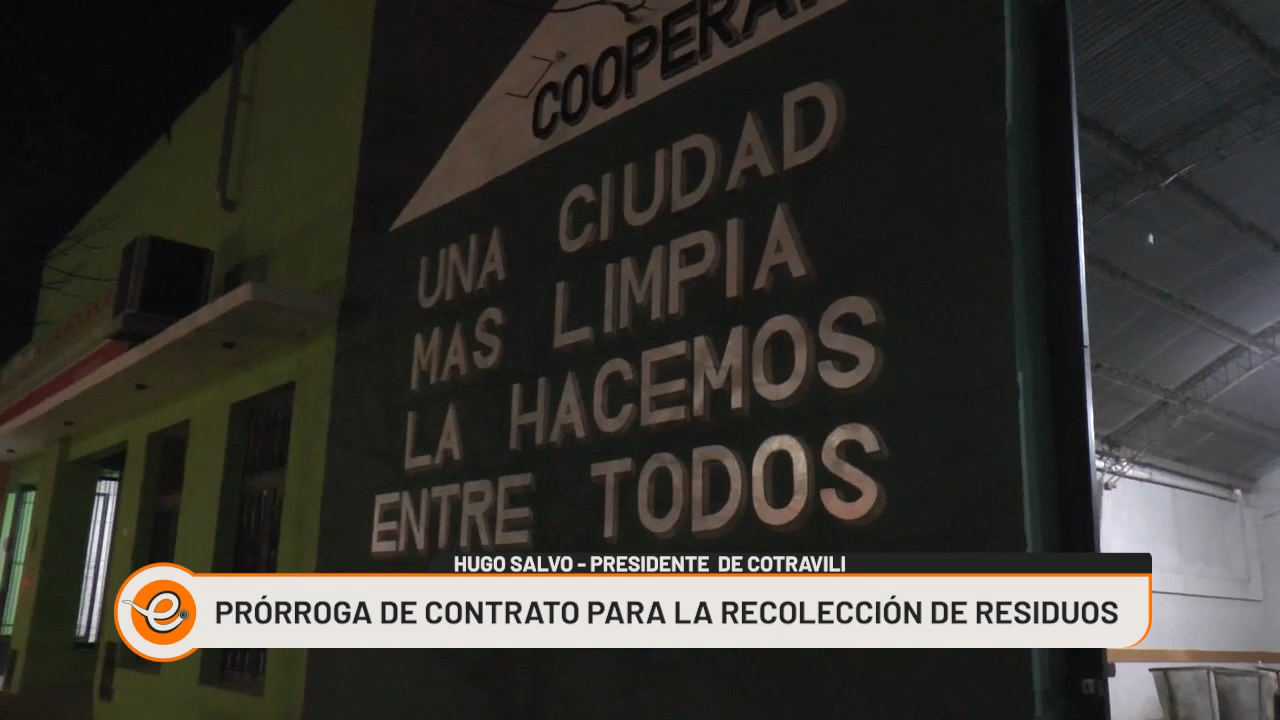 UNA CIUDAD
MAS LIMPIA
LA HACEMOS
ENTRE TODOS
HUGO SALVO - PRESIDENTE DE COTRAVILI
PRÓRROGA DE CONTRATO PARA LA RECOLECCIÓN DE RESIDUOS